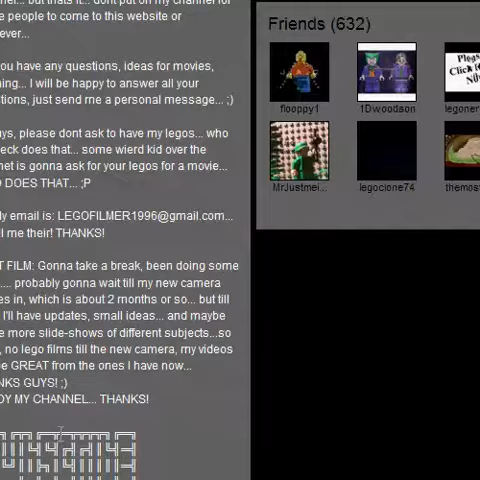 nel... but thats it... dont put on my channel for
e people to come to this website or
ever...
ou have any questions, ideas for movies,
ing... I will be happy to answer all your
tions, just send me a personal message... ;)
ys, please dont ask to have my legos... who
eck does that... some wierd kid over the
net is gonna ask for your legos for a movie...
O DOES THAT... ;P
y email is: LEGOFILMER1996@gmail.com...
l me their! THANKS!
T FILM: Gonna take a break, been doing some
.... probably gonna wait till my new camera
es in, which is about 2 months or so... but till
I'll have updates, small ideas... and maybe
e more slide-shows of different subjects...so
, no lego films till the new camera, my videos
e GREAT from the ones I have now...
NKS GUYS! ;)
OY MY CHANNEL... THANKS!
Friends (632)
Pleas
Click
flooppy1
1Dwoodson
legoner
MrJustmei...
legoclone74
themost